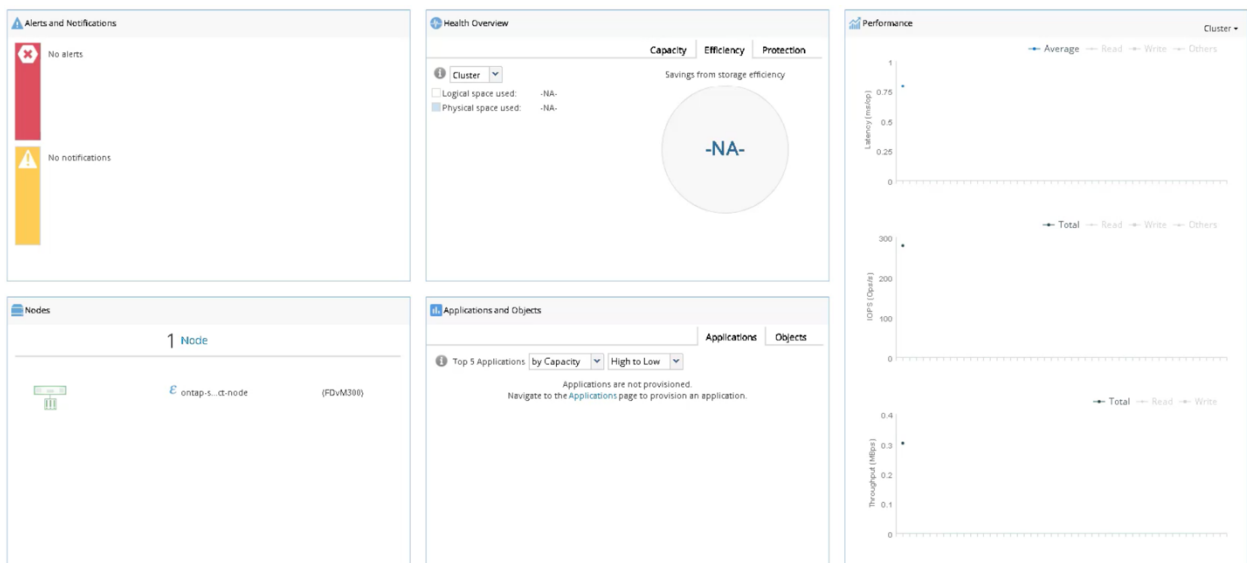 Alerts and Notifications
No alerts
No notifications
Health Overview
Capacity Efficiency Protection
Cluster
Savings from storage efficiency
Logical space used: -NA-
Physical space used: -NA-
-NA-
Performance
Cluster
Average Read Write Others
1
0.75
0.5
0.25
0
Latency (ms/op)
Total Read Write Others
300
200
100
0
IOPS (Ops/s)
Total Read Write
0.4
0.3
0.2
0.1
0
Throughput (MBps)
Nodes
1 Node
ε ontap-s...ct-node (FDvM300)
Applications and Objects
Applications Objects
Top 5 Applications by Capacity High to Low
Applications are not provisioned.
Navigate to the Applications page to provision an application.